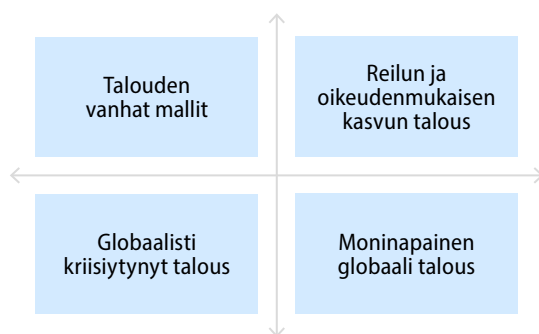 Talouden
vanhat mallit
Reilun ja
oikeudenmukaisen
kasvun talous
Globaalisti
kriisiytynyt talous
Moninapainen
globaali talous